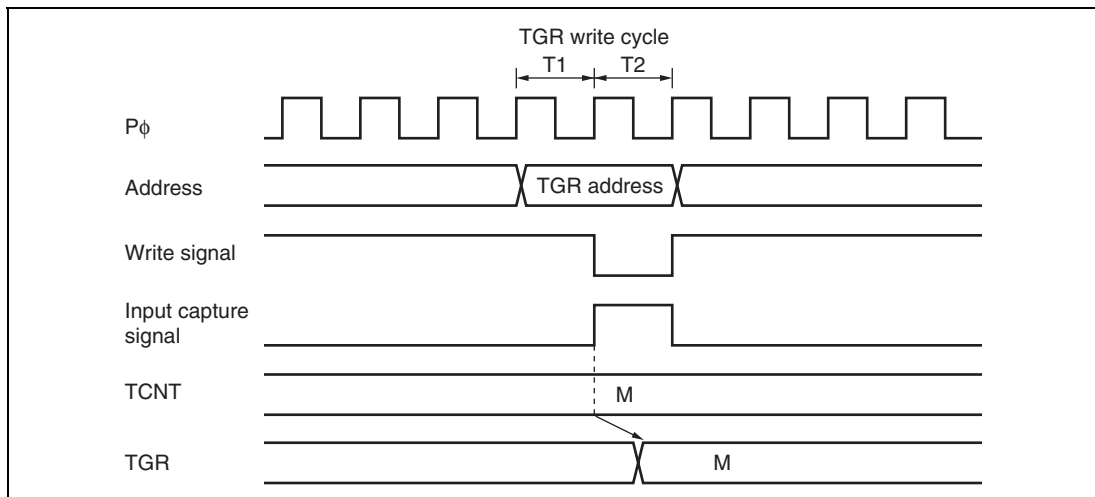 TGR write cycle
T1 T2
Pϕ
Address
TGR address
Write signal
Input capture
signal
TCNT
M
TGR
M